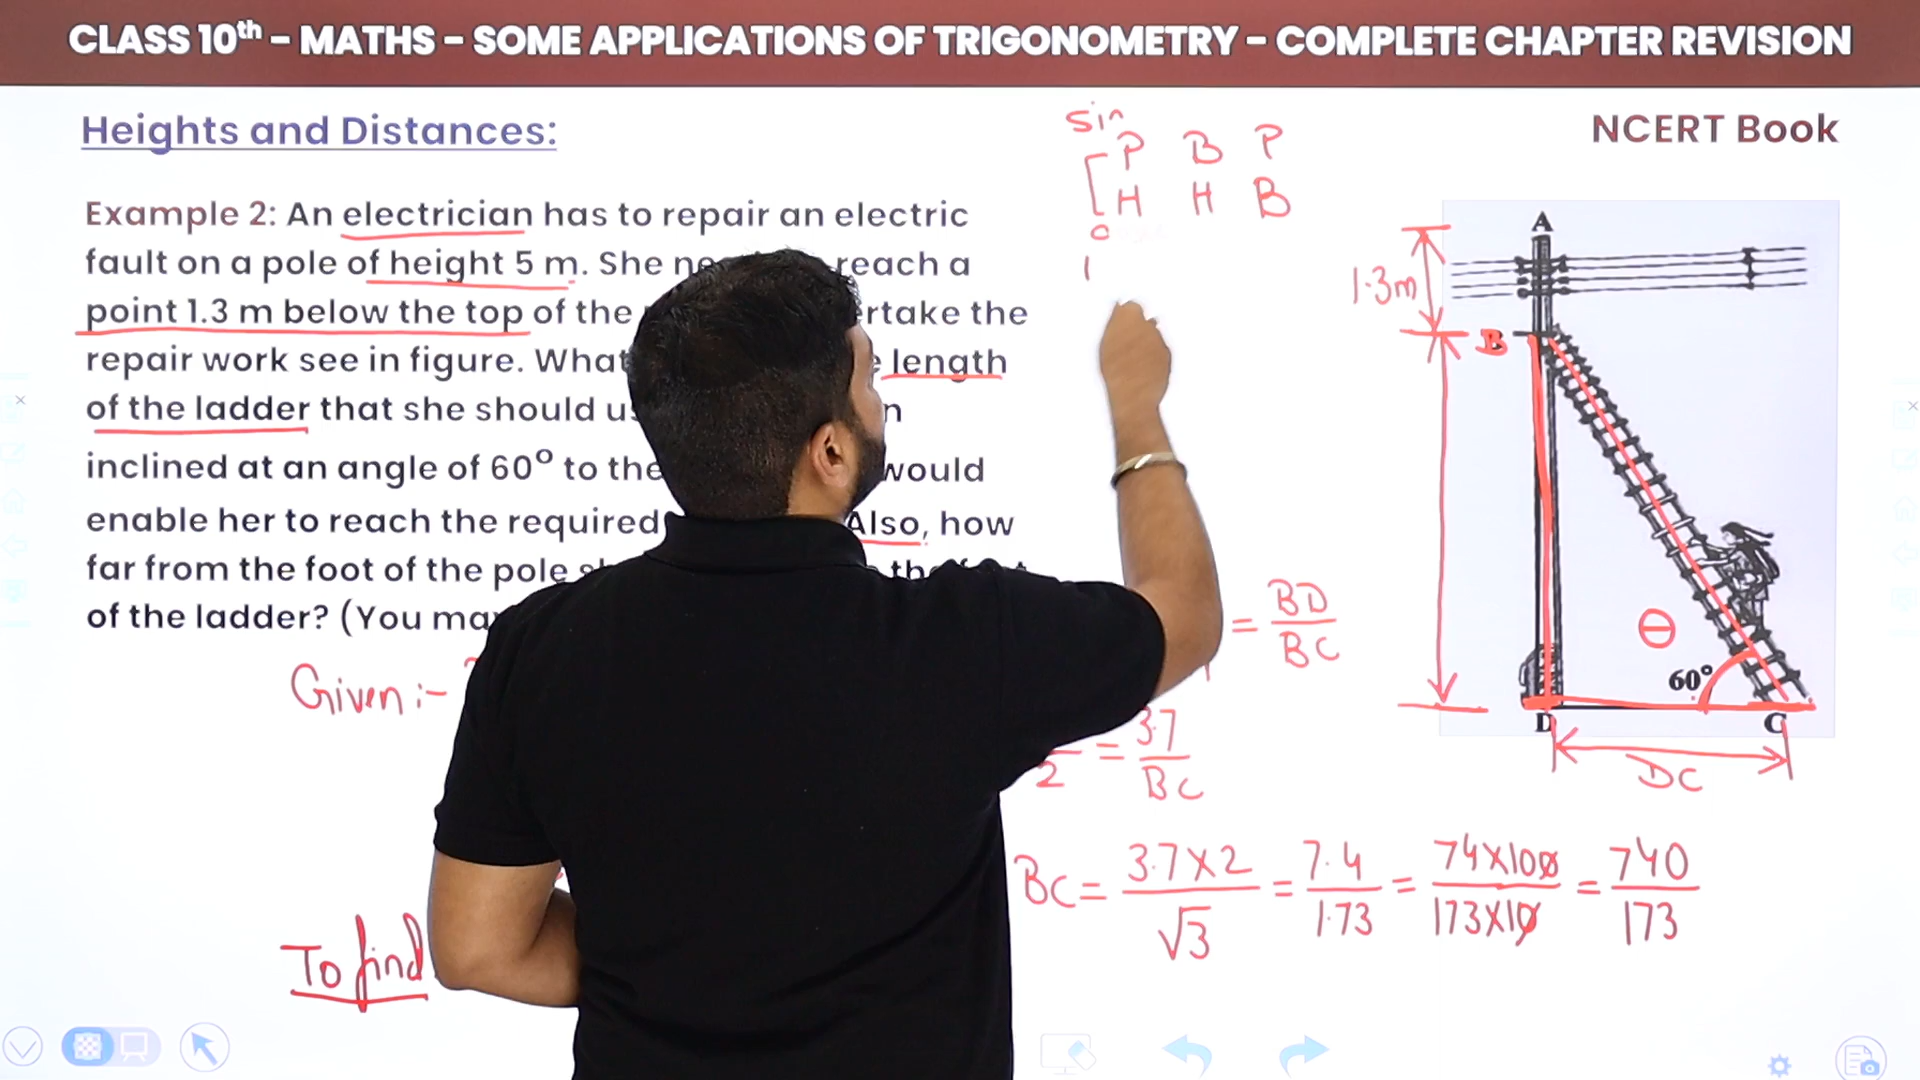 CLASS 10th - MATHS - SOME APPLICATIONS OF TRIGONOMETRY - COMPLETE CHAPTER REVISION
Heights and Distances:
NCERT Book
Example 2: An electrician has to repair an electric
fault on a pole of height 5 m. She reach a
point 1.3 m below the top of the the
repair work see in figure. length
of the ladder that she should
inclined at an angle of 60° to the would
enable her to reach the required Also, how
far from the foot of the pole
of the ladder? (You
Sin
P B P
H H B
0
1
A
1.3m
B
θ
60°
D C
DC
Given :-
To find
= BD/BC
2 = 3.7/BC
BC = 3.7×2/√3 = 7.4/1.73 = 74×100/173×10 = 740/173